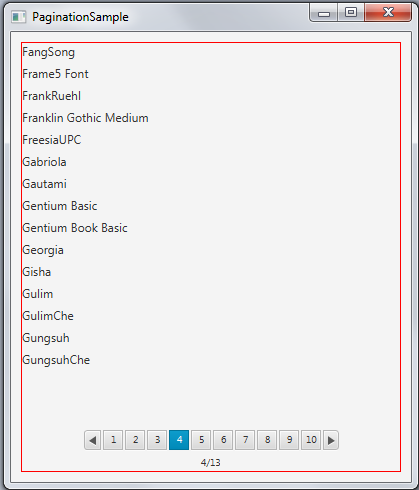 PaginationSample
FangSong
Frame5 Font
FrankRuehl
Franklin Gothic Medium
FreesiaUPC
Gabriola
Gautami
Gentium Basic
Gentium Book Basic
Georgia
Gisha
Gulim
GulimChe
Gungsuh
GungsuhChe
1 2 3 4 5 6 7 8 9 10
4/13